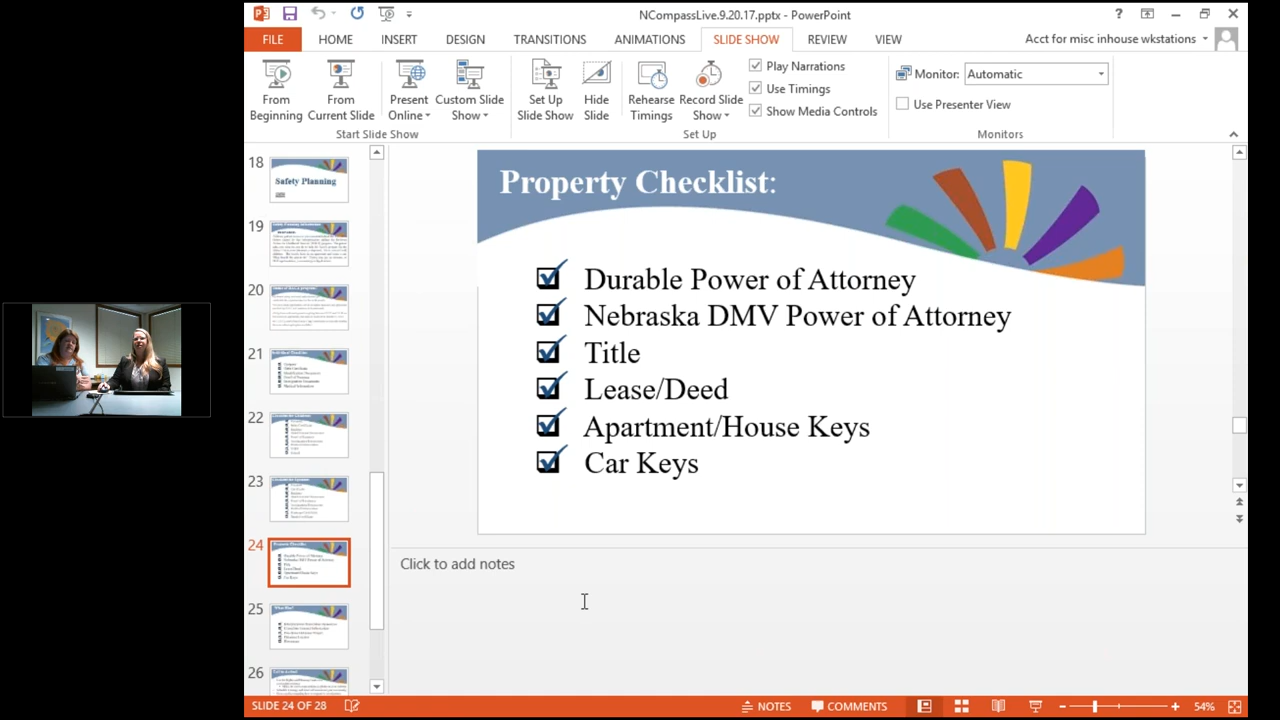 NCompassLive.9.20.17.pptx - PowerPoint
?
FILE HOME INSERT DESIGN TRANSITIONS ANIMATIONS SLIDE SHOW REVIEW VIEW Acct for misc inhouse wkstations
From Beginning
From Current Slide
Present Online
Custom Slide Show
Set Up Slide Show
Hide Slide
Rehearse Timings
Record Slide Show
Play Narrations
Use Timings
Show Media Controls
Monitor: Automatic
Use Presenter View
Start Slide Show
Set Up
Monitors
18
Safety Planning
19
20
21
22
23
24
25
26
Property Checklist:
Durable Power of Attorney
Nebraska DMV Power of Attorney
Title
Lease/Deed
Apartment/House Keys
Car Keys
Click to add notes
SLIDE 24 OF 28
NOTES
COMMENTS
54%